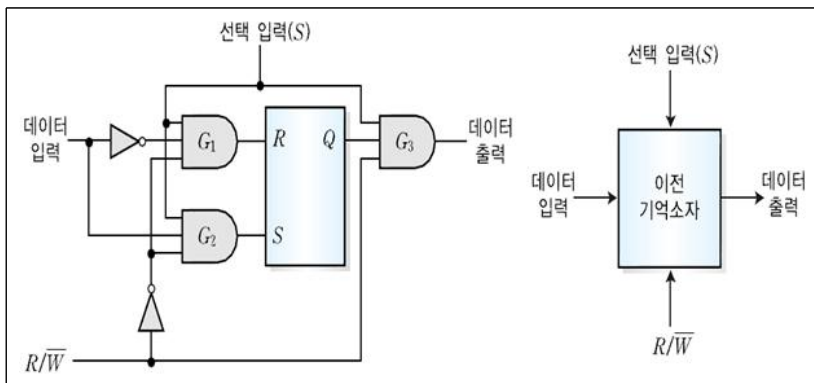 선택 입력(S)
데이터
입력
G₁
R
Q
G₃
데이터
출력
G₂
S
R/W̅
선택 입력(S)
데이터
입력
이전
기억소자
데이터
출력
R/W̅